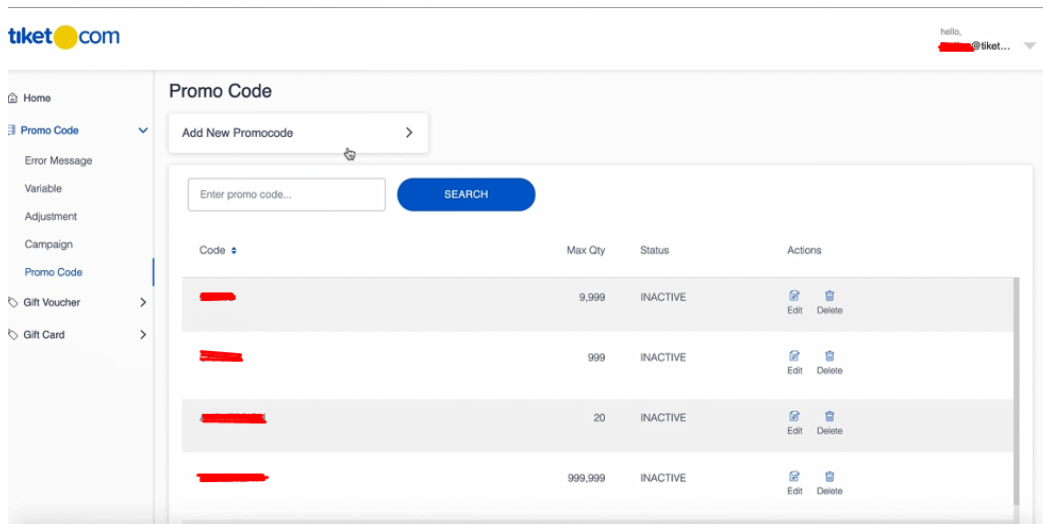 tiket com
hello,
@tiket...
Home
Promo Code
Error Message
Variable
Adjustment
Campaign
Promo Code
Gift Voucher
Gift Card
Promo Code
Add New Promocode
Enter promo code...
SEARCH
Code Max Qty Status Actions
9,999 INACTIVE Edit Delete
999 INACTIVE Edit Delete
20 INACTIVE Edit Delete
999,999 INACTIVE Edit Delete